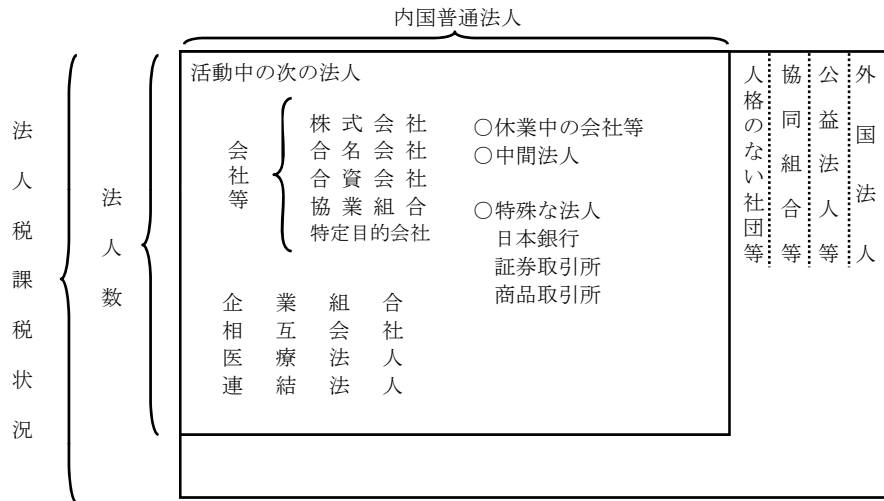 内国普通法人
活動中の次の法人
会社等
株式会社
合名会社
合資会社
協業組合
特定目的会社
企業組合
相互会社
医療法人
連結法人
○休業中の会社等
○中間法人
○特殊な法人
日本銀行
証券取引所
商品取引所
人格のない社団等
協同組合等
公益法人等
外国法人
法人数
法人税課税状況